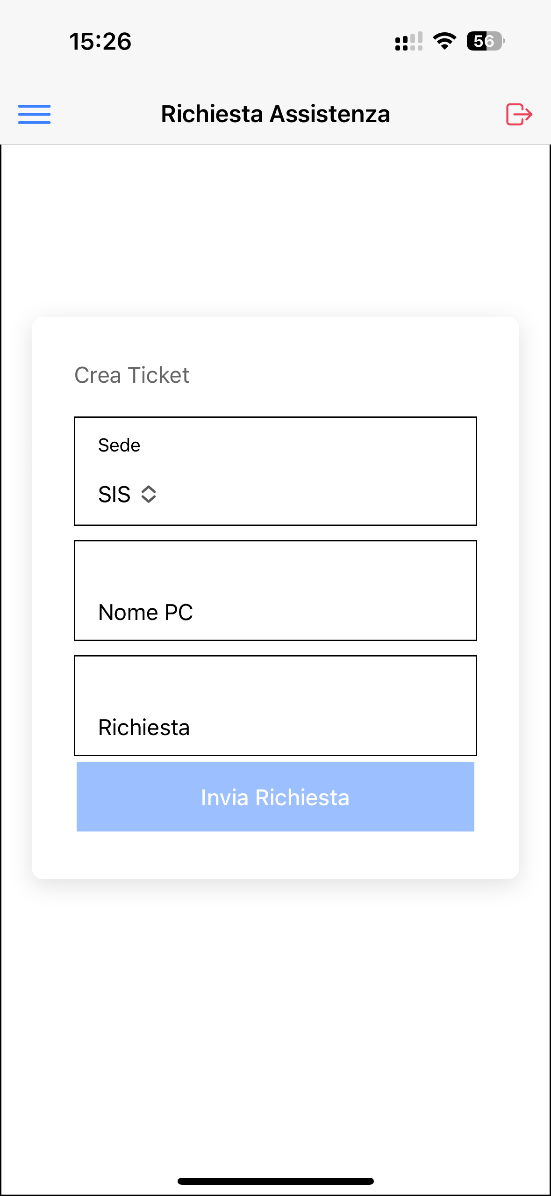 15:26
56
Richiesta Assistenza
Crea Ticket
Sede
SIS
Nome PC
Richiesta
Invia Richiesta